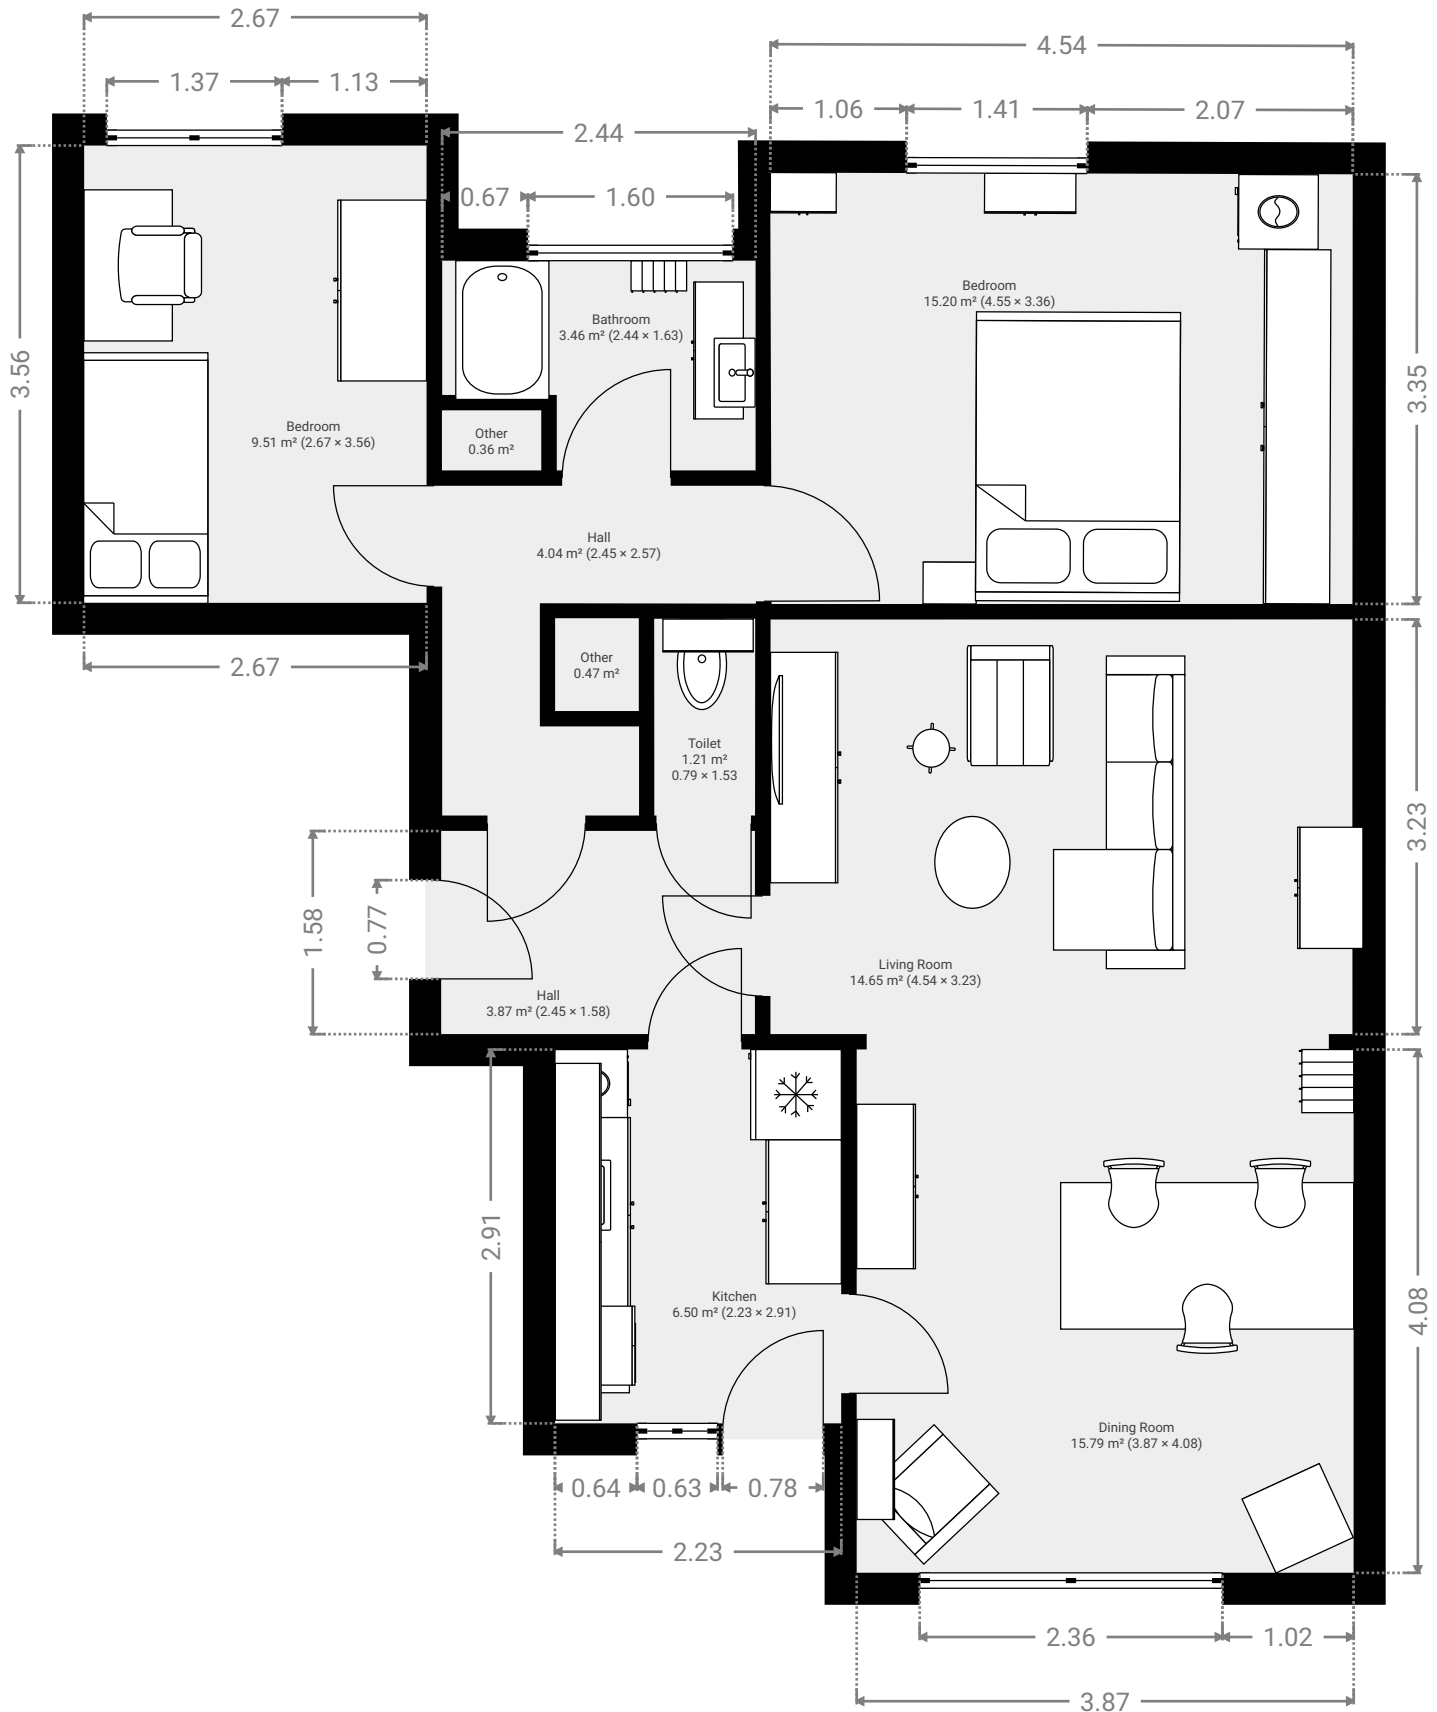 2.67
4.54
1.37
1.13
1.06
1.41
2.07
2.44
0.67
1.60
Bedroom
15.20 m² (4.55 × 3.36)
Bathroom
3.46 m² (2.44 × 1.63)
3.56
3.35
Bedroom
9.51 m² (2.67 × 3.56)
Other
0.36 m²
Hall
4.04 m² (2.45 × 2.57)
2.67
Other
0.47 m²
Toilet
1.21 m²
0.79 × 1.53
3.23
1.58
0.77
Living Room
14.65 m² (4.54 × 3.23)
Hall
3.87 m² (2.45 × 1.58)
2.91
Kitchen
6.50 m² (2.23 × 2.91)
4.08
Dining Room
15.79 m² (3.87 × 4.08)
0.64
0.63
0.78
2.23
2.36
1.02
3.87